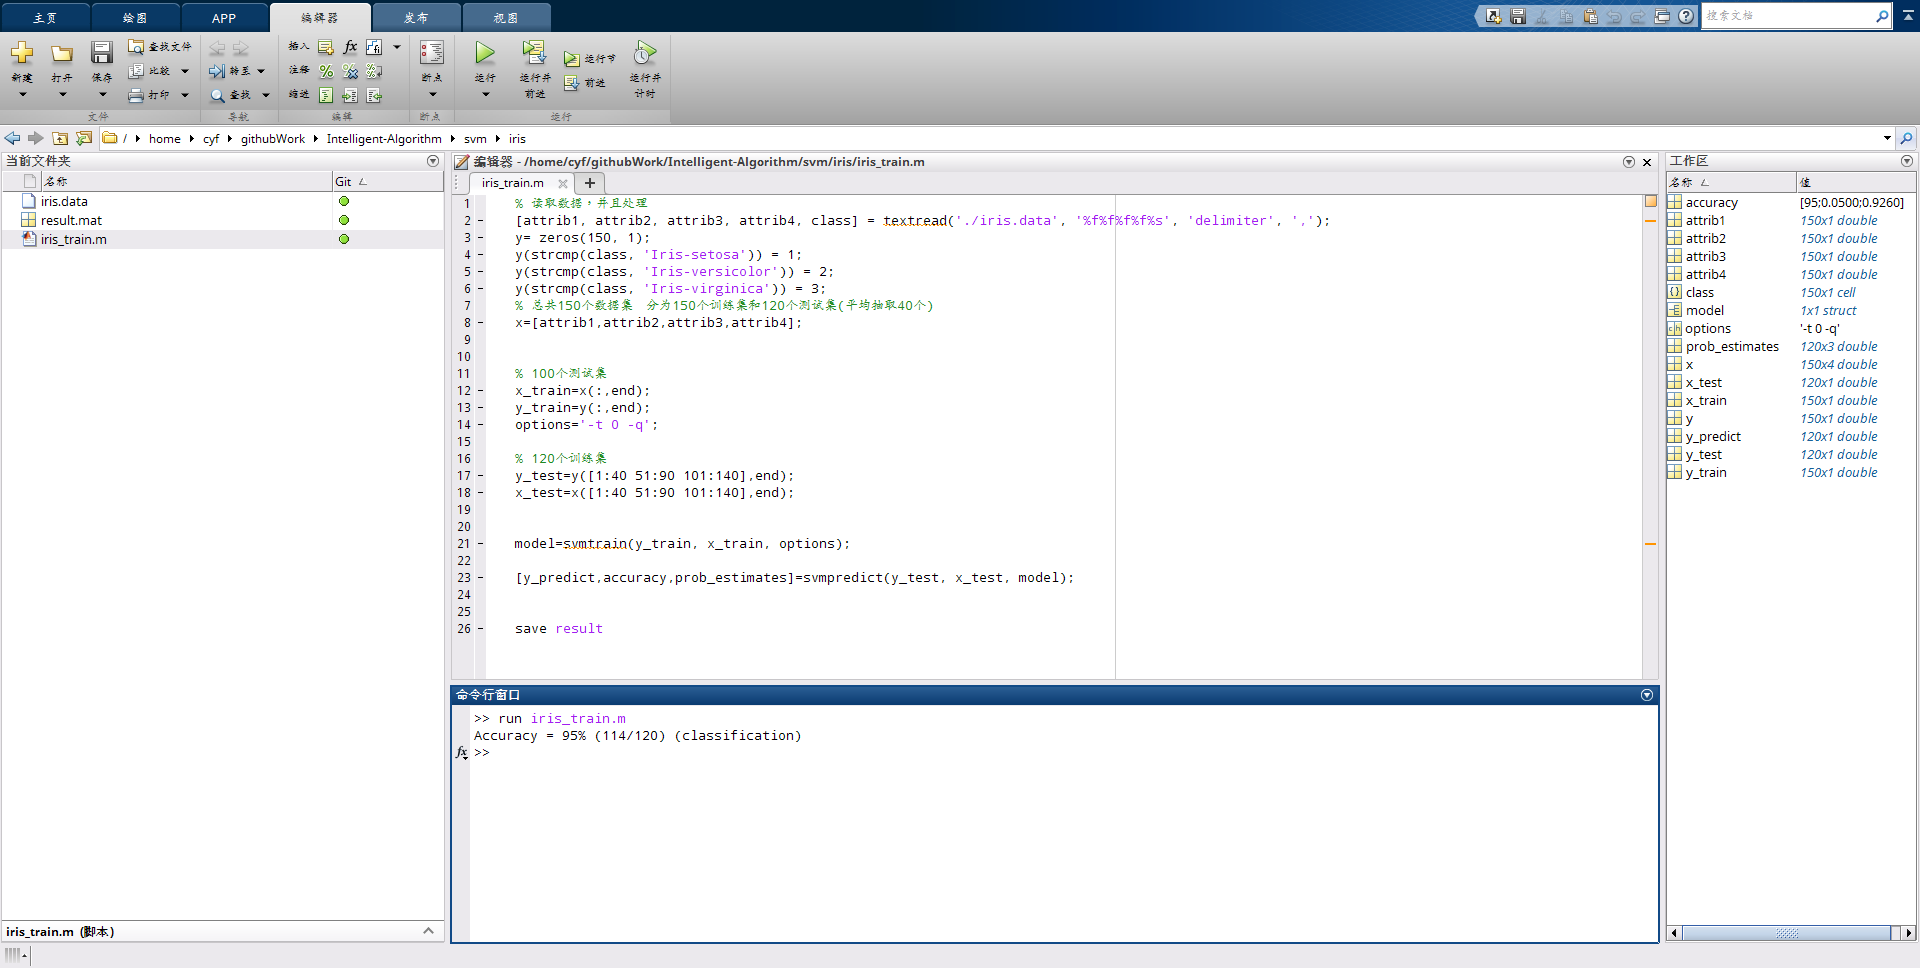 主页 绘图 APP 编辑器 发布 视图
搜索文档
新建 打开 保存 查找文件 比较 打印
文件
转至 查找
导航
插入 fx fi
注释
缩进
编辑
断点
断点
运行 运行并前进 运行节 前进 运行并计时
运行
/ home cyf githubWork Intelligent-Algorithm svm iris
当前文件夹
名称 Git
iris.data
result.mat
iris_train.m
iris_train.m (脚本)
编辑器 - /home/cyf/githubWork/Intelligent-Algorithm/svm/iris/iris_train.m
iris_train.m
1 % 读取数据，并且处理
2 - [attrib1, attrib2, attrib3, attrib4, class] = textread('./iris.data', '%f%f%f%f%s', 'delimiter', ',');
3 - y= zeros(150, 1);
4 - y(strcmp(class, 'Iris-setosa')) = 1;
5 - y(strcmp(class, 'Iris-versicolor')) = 2;
6 - y(strcmp(class, 'Iris-virginica')) = 3;
7 % 总共150个数据集 分为150个训练集和120个测试集(平均抽取40个)
8 - x=[attrib1,attrib2,attrib3,attrib4];
9
10
11 % 100个测试集
12 - x_train=x(:,end);
13 - y_train=y(:,end);
14 - options='-t 0 -q';
15
16 % 120个训练集
17 - y_test=y([1:40 51:90 101:140],end);
18 - x_test=x([1:40 51:90 101:140],end);
19
20
21 - model=svmtrain(y_train, x_train, options);
22
23 - [y_predict,accuracy,prob_estimates]=svmpredict(y_test, x_test, model);
24
25
26 - save result
命令行窗口
>> run iris_train.m
Accuracy = 95% (114/120) (classification)
fx >>
工作区
名称 值
accuracy [95;0.0500;0.9260]
attrib1 150x1 double
attrib2 150x1 double
attrib3 150x1 double
attrib4 150x1 double
class 150x1 cell
model 1x1 struct
options '-t 0 -q'
prob_estimates 120x3 double
x 150x4 double
x_test 120x1 double
x_train 150x1 double
y 150x1 double
y_predict 120x1 double
y_test 120x1 double
y_train 150x1 double